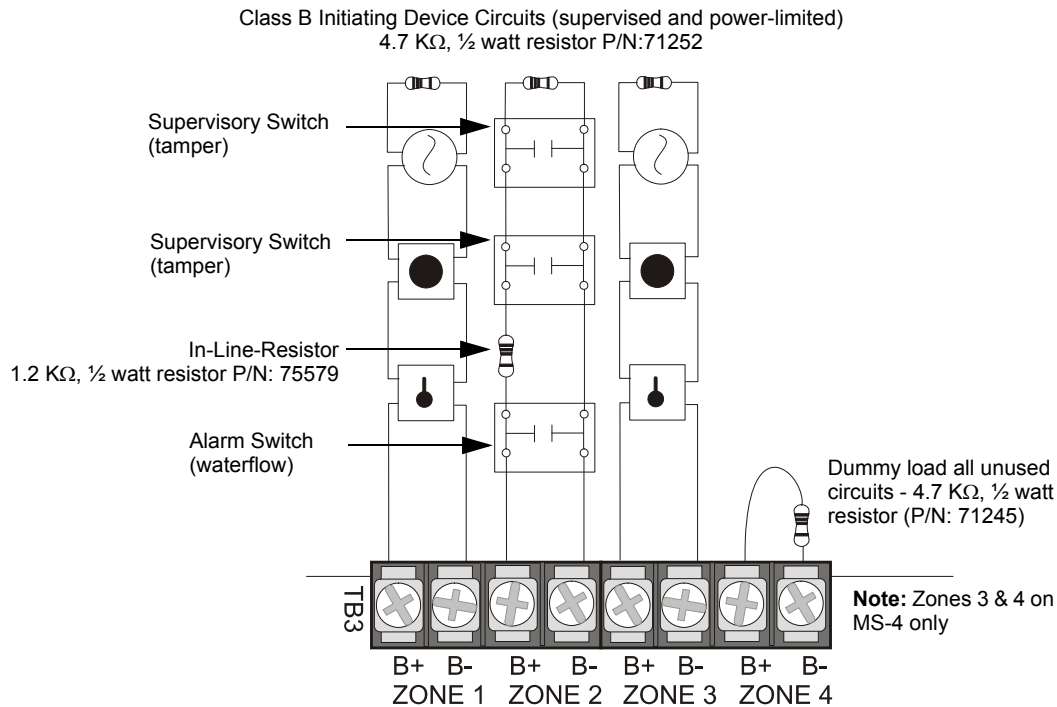 Class B Initiating Device Circuits (supervised and power-limited)
4.7 KΩ, ½ watt resistor P/N:71252
Supervisory Switch
(tamper)
Supervisory Switch
(tamper)
In-Line-Resistor
1.2 KΩ, ½ watt resistor P/N: 75579
Alarm Switch
(waterflow)
Dummy load all unused
circuits - 4.7 KΩ, ½ watt
resistor (P/N: 71245)
TB3
Note: Zones 3 & 4 on
MS-4 only
B+ B- B+ B- B+ B- B+ B-
ZONE 1 ZONE 2 ZONE 3 ZONE 4